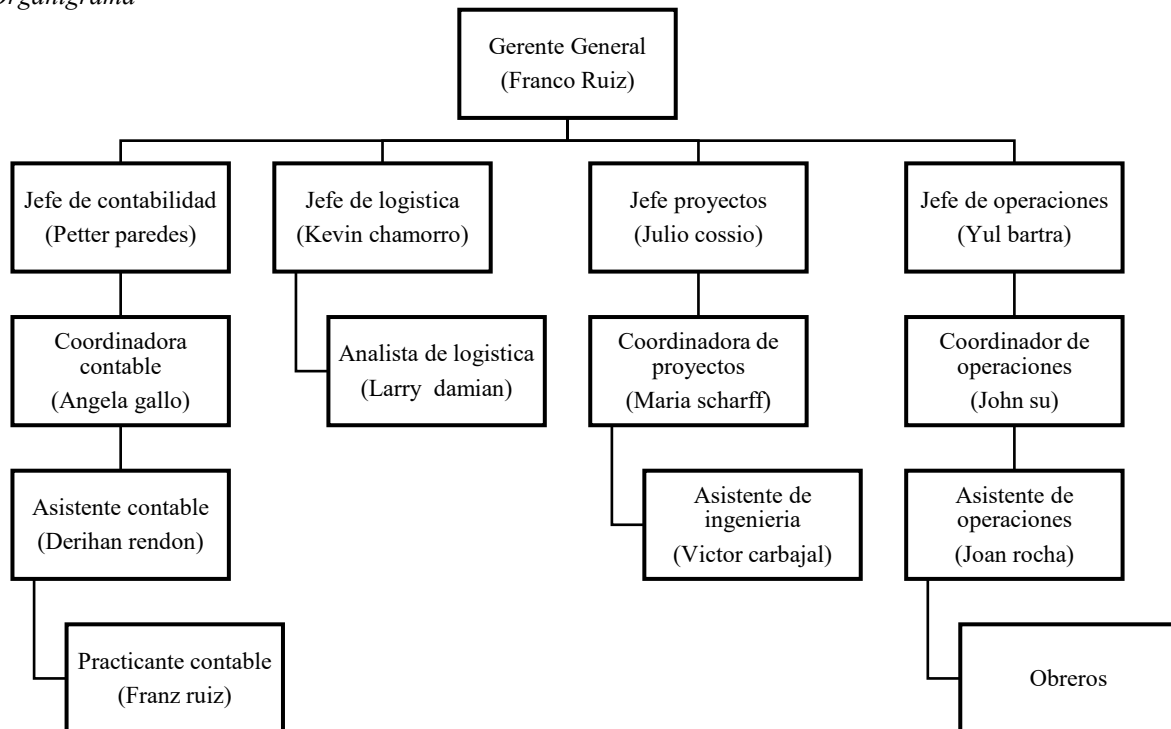 Organigrama
Gerente General
(Franco Ruiz)
Jefe de contabilidad
(Petter paredes)
Jefe de logistica
(Kevin chamorro)
Jefe proyectos
(Julio cossio)
Jefe de operaciones
(Yul bartra)
Coordinadora
contable
(Angela gallo)
Analista de logistica
(Larry damian)
Coordinadora de
proyectos
(Maria scharff)
Coordinador de
operaciones
(John su)
Asistente contable
(Derihan rendon)
Asistente de
ingenieria
(Victor carbajal)
Asistente de
operaciones
(Joan rocha)
Practicante contable
(Franz ruiz)
Obreros